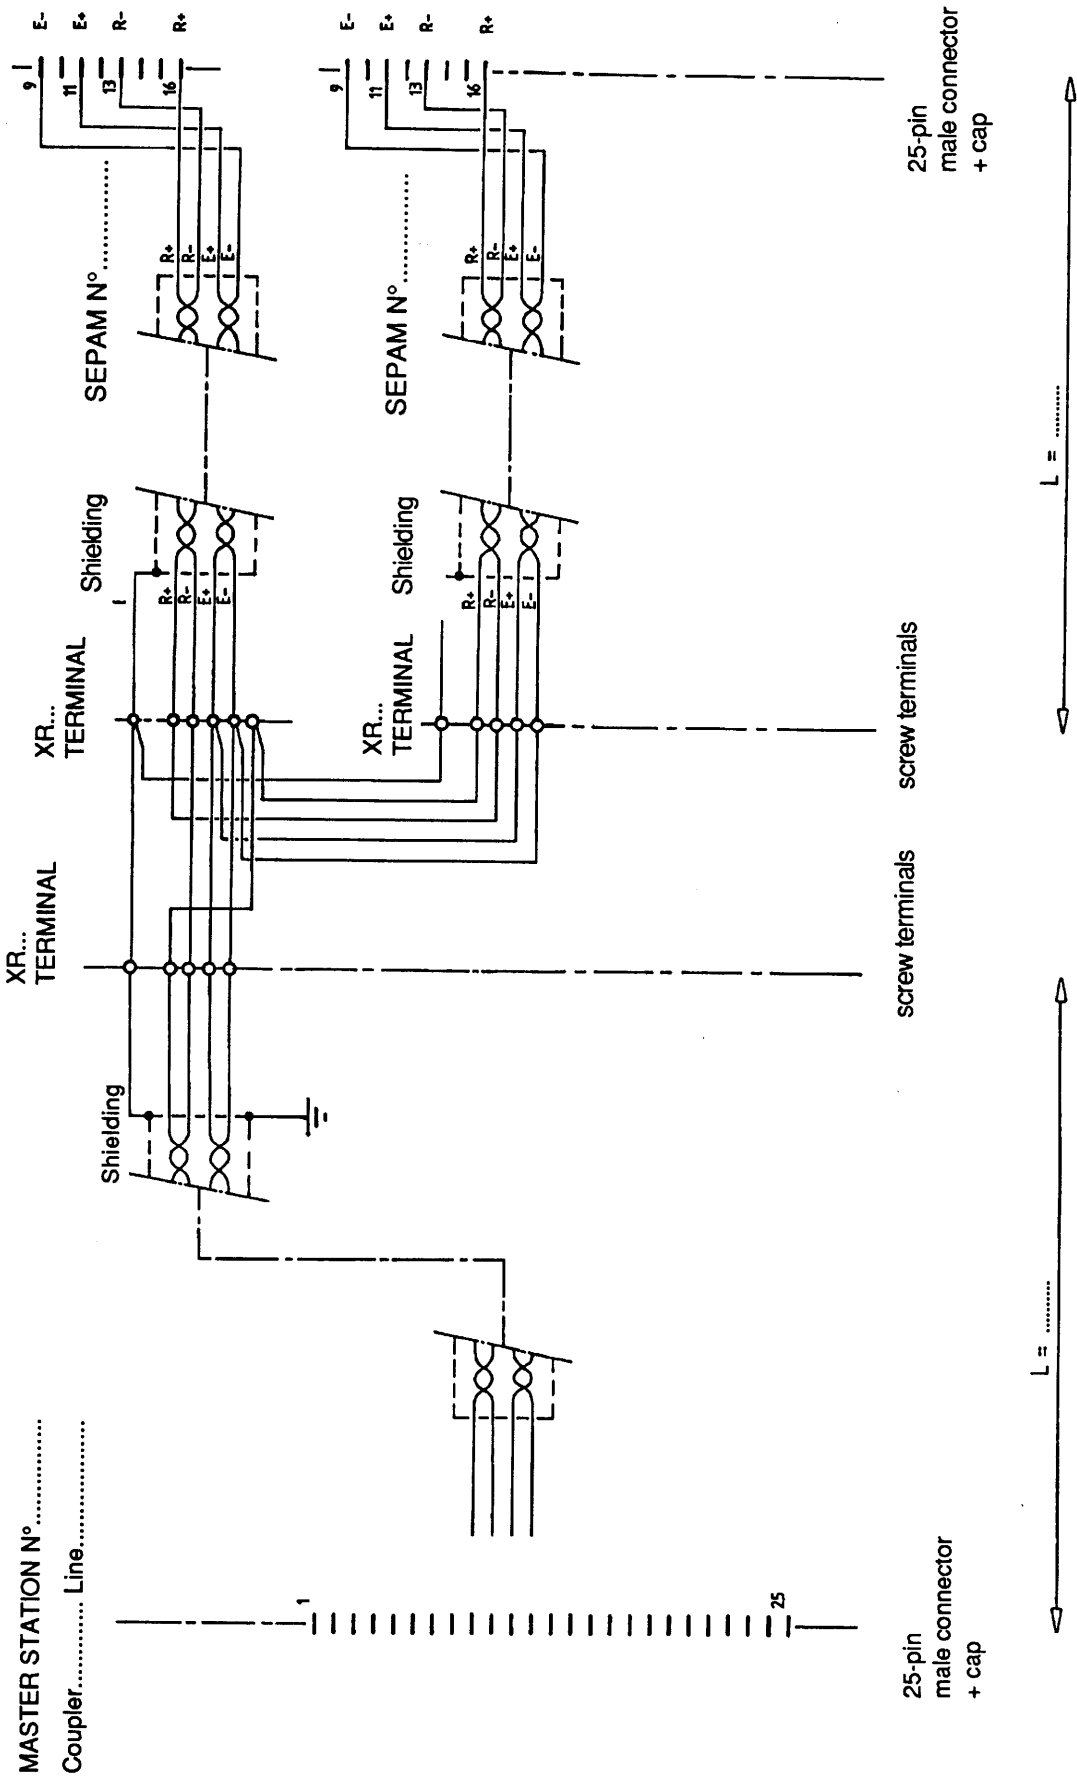 MASTER STATION N°..............
Coupler............ Line......................
1
25
25-pin
male connector
+ cap
L = ..........
Shielding
XR...
TERMINAL
screw terminals
XR...
TERMINAL
Shielding
R+
R-
E+
E-
SEPAM N°..............
R+
R-
E+
E-
9
11
13
16
E-
E+
R-
R+
XR...
TERMINAL
Shielding
R+
R-
E+
E-
SEPAM N°..............
R+
R-
E+
E-
9
11
13
16
E-
E+
R-
R+
screw terminals
L = ..........
25-pin
male connector
+ cap